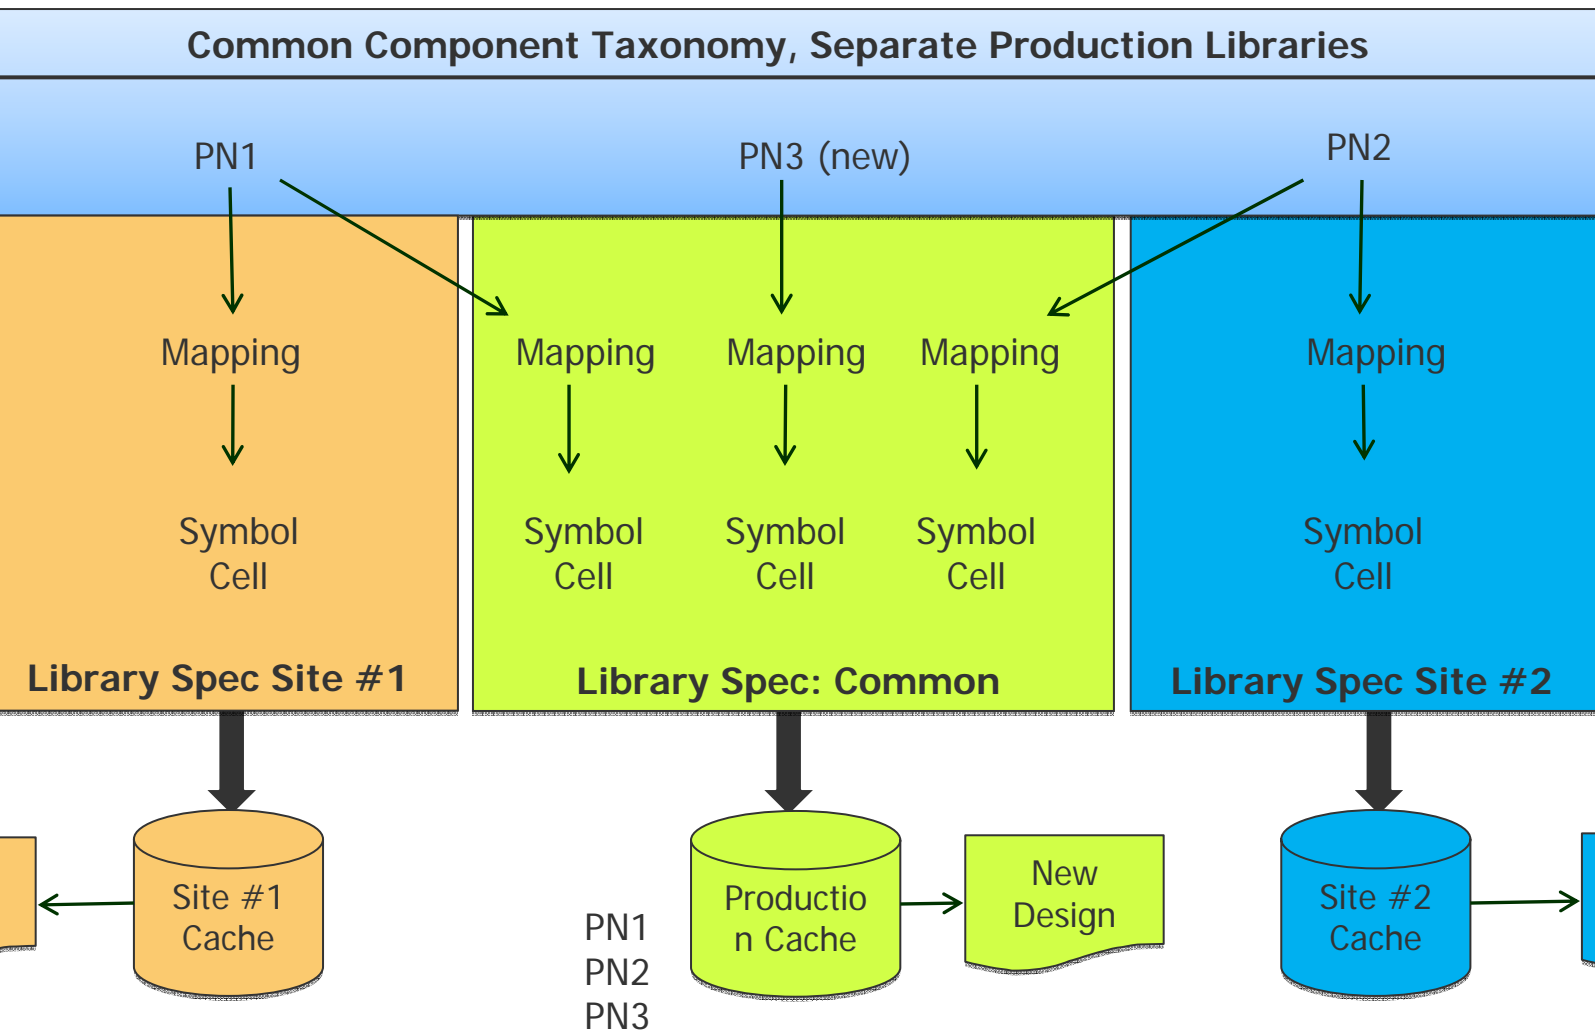 Common Component Taxonomy, Separate Production Libraries
PN1
PN3 (new)
PN2
Mapping
Mapping
Mapping
Mapping
Mapping
Symbol
Cell
Symbol
Cell
Symbol
Cell
Symbol
Cell
Symbol
Cell
Library Spec Site #1
Library Spec: Common
Library Spec Site #2
Site #1
Cache
PN1
PN2
PN3
Productio
n Cache
New
Design
Site #2
Cache